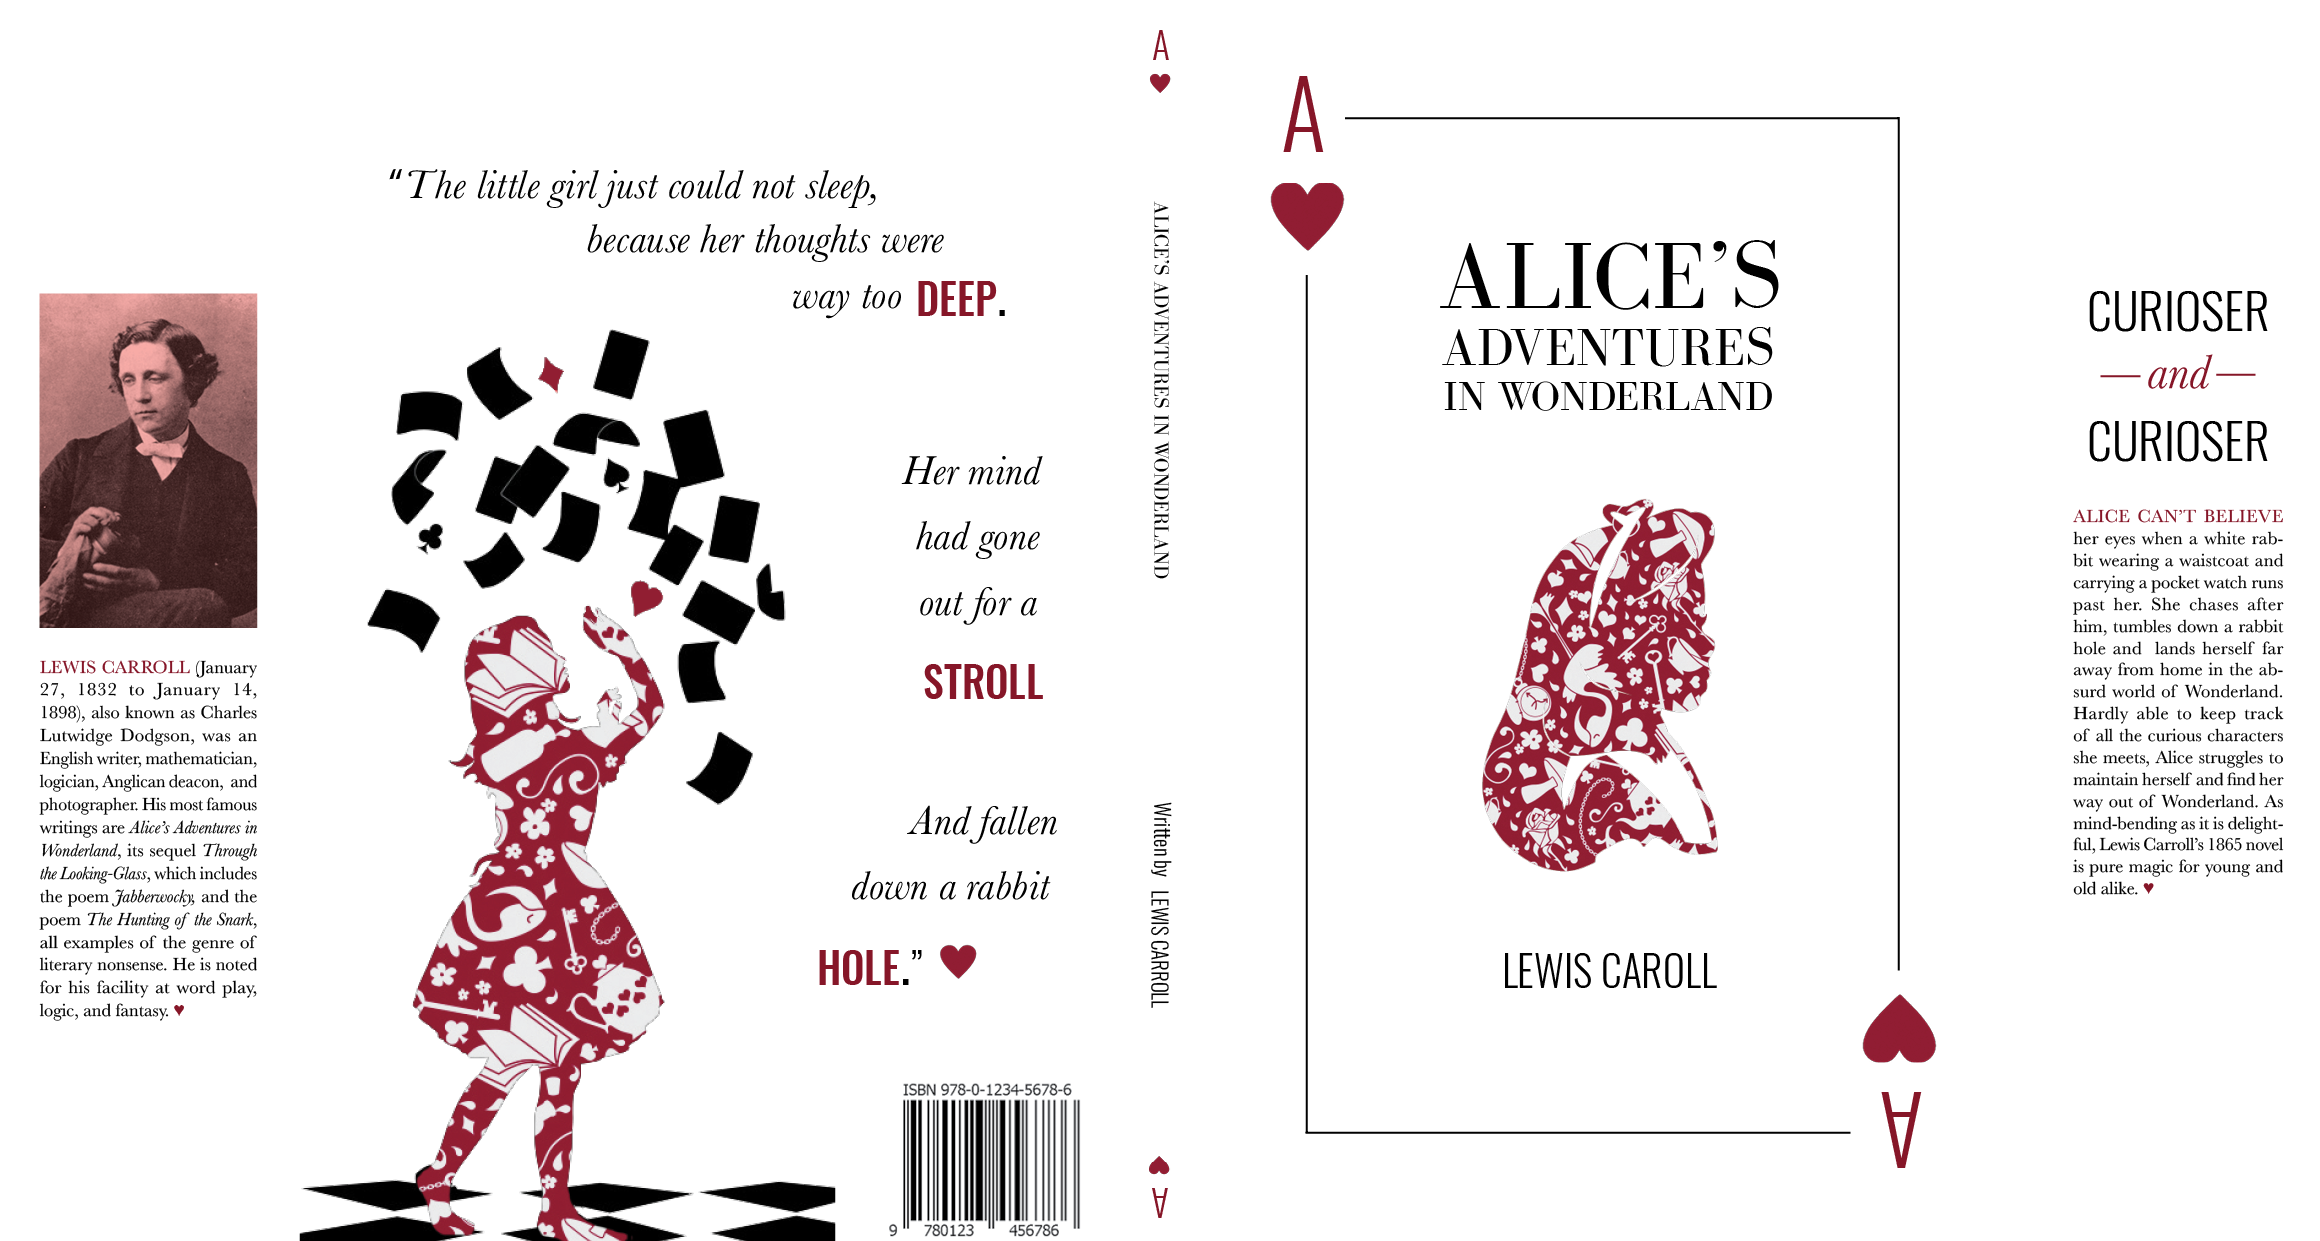 LEWIS CARROLL (January
27, 1832 to January 14,
1898), also known as Charles
Lutwidge Dodgson, was an
English writer, mathematician,
logician, Anglican deacon, and
photographer. His most famous
writings are Alice's Adventures in
Wonderland, its sequel Through
the Looking-Glass, which includes
the poem Jabberwocky, and the
poem The Hunting of the Snark,
all examples of the genre of
literary nonsense. He is noted
for his facility at word play,
logic, and fantasy. ♥
“The little girl just could not sleep,
because her thoughts were
way too DEEP.
Her mind
had gone
out for a
STROLL
And fallen
down a rabbit
HOLE.” ♥
ISBN 978-0-1234-5678-6
9 780123 456786
A
ALICE'S ADVENTURES IN WONDERLAND
Written by LEWIS CARROLL
A
A
ALICE’S
ADVENTURES
IN WONDERLAND
LEWIS CAROLL
A
CURIOSER
—and—
CURIOSER
ALICE CAN’T BELIEVE
her eyes when a white rab-
bit wearing a waistcoat and
carrying a pocket watch runs
past her. She chases after
him, tumbles down a rabbit
hole and lands herself far
away from home in the ab-
surd world of Wonderland.
Hardly able to keep track
of all the curious characters
she meets, Alice struggles to
maintain herself and find her
way out of Wonderland. As
mind-bending as it is delight-
ful, Lewis Carroll’s 1865 novel
is pure magic for young and
old alike. ♥